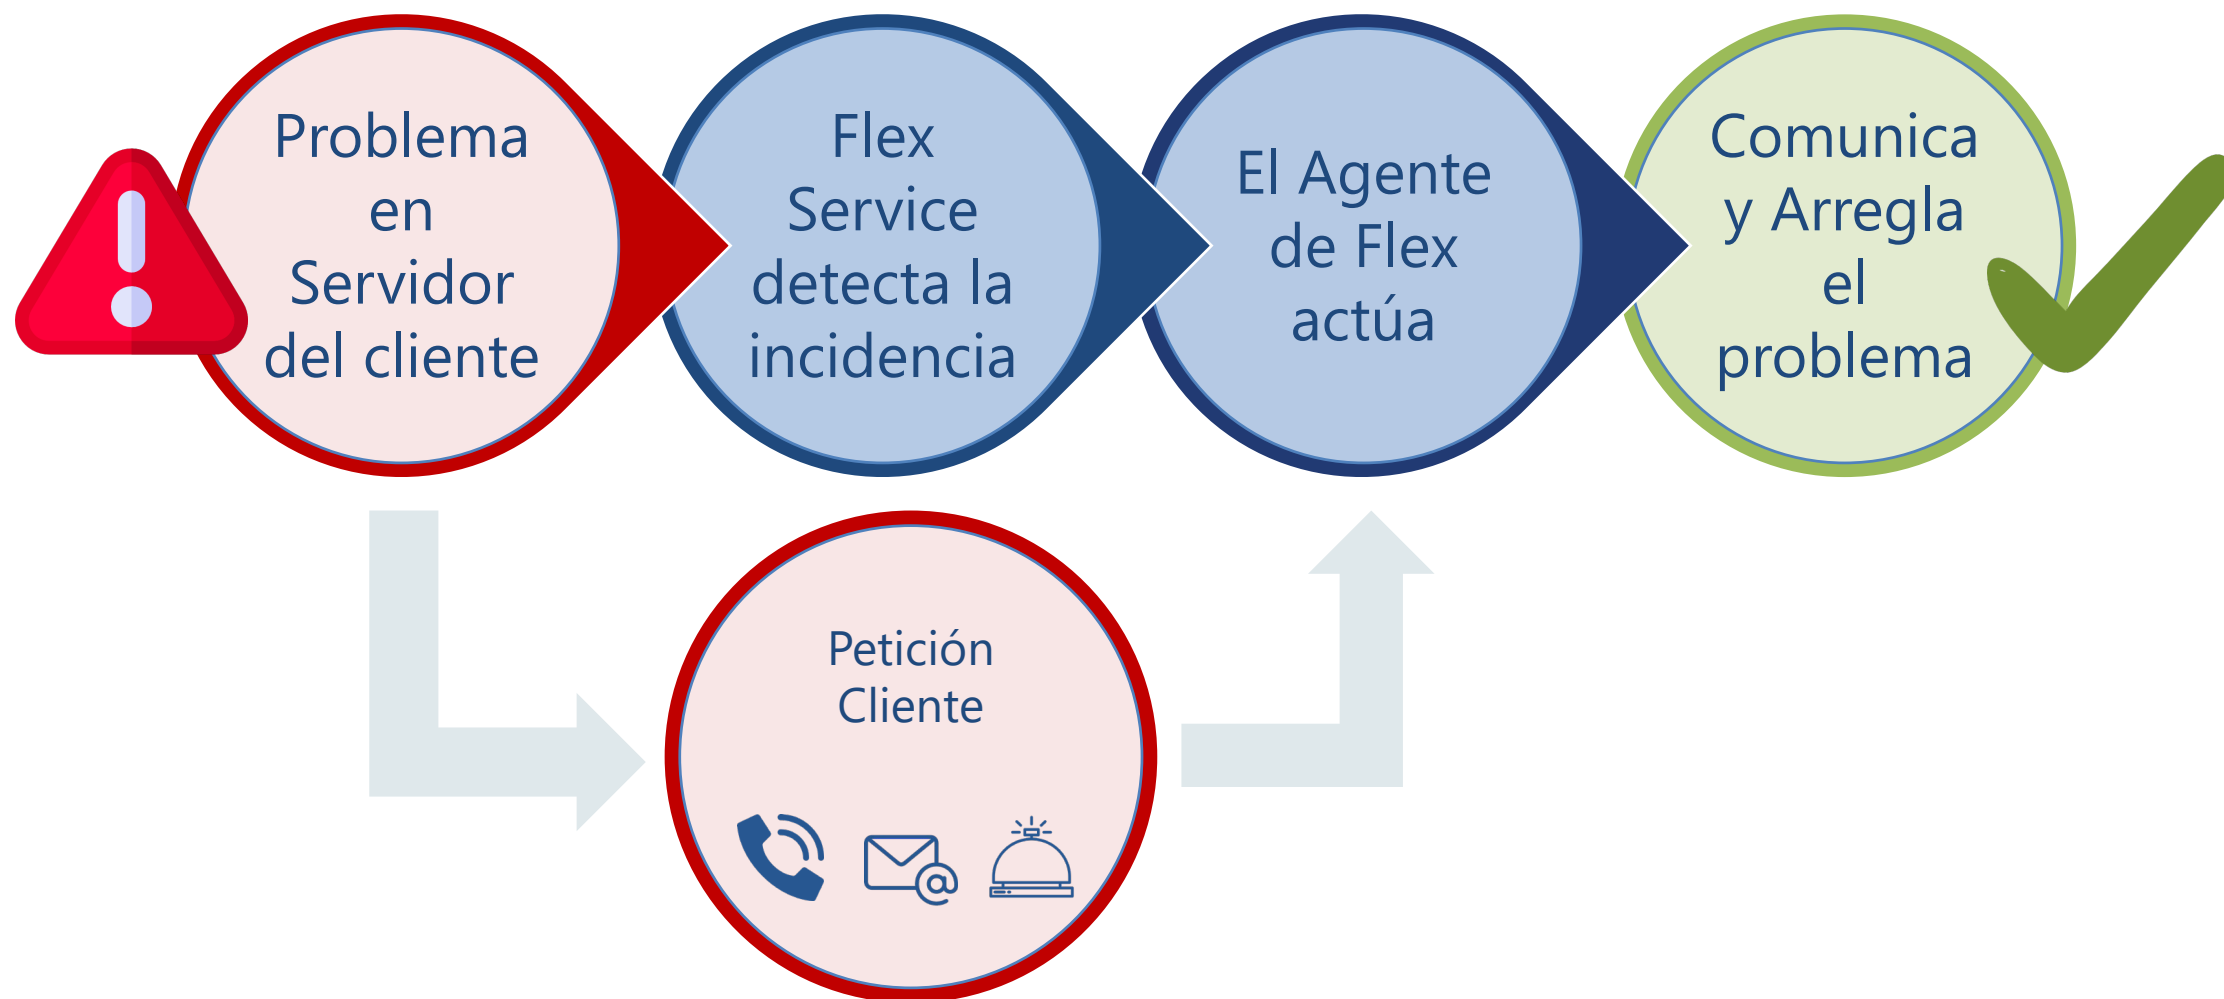 Problema
en
Servidor
del cliente
Flex
Service
detecta la
incidencia
El Agente
de Flex
actúa
Comunica
y Arregla
el
problema
Petición
Cliente
@